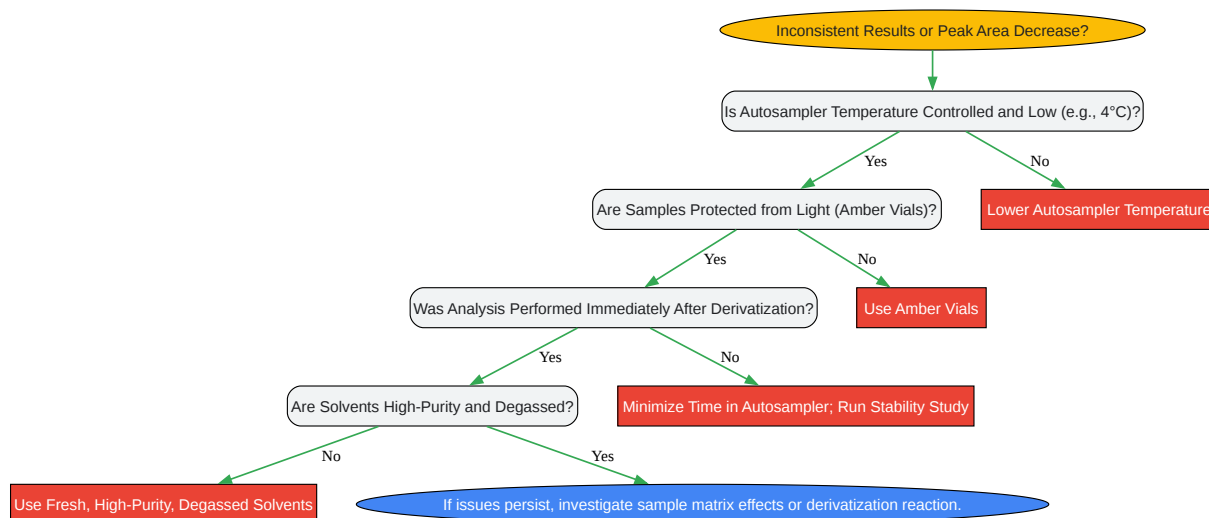 Inconsistent Results or Peak Area Decrease?
Is Autosampler Temperature Controlled and Low (e.g., 4°C)?
Yes
No
Are Samples Protected from Light (Amber Vials)?
Lower Autosampler Temperature
Yes
No
Was Analysis Performed Immediately After Derivatization?
Use Amber Vials
Yes
No
Are Solvents High-Purity and Degassed?
Minimize Time in Autosampler; Run Stability Study
No
Yes
Use Fresh, High-Purity, Degassed Solvents
If issues persist, investigate sample matrix effects or derivatization reaction.